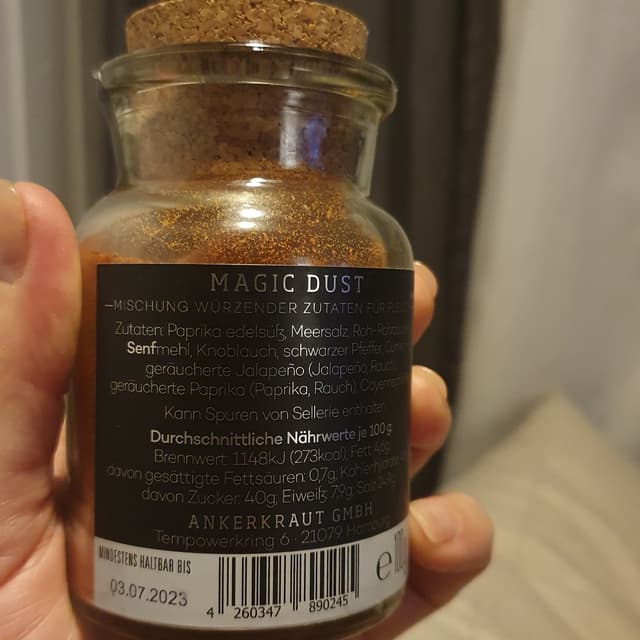 MAGIC DUST
—MISCHUNG WÜRZENDER ZUTATEN FÜR
Zutaten: Paprika edelsüß, Meersalz,
Senfmehl, Knoblauch, schwarzer Pfeffer,
geräucherte Jalapeño (Jalapeño, Rauch),
geräucherte Paprika (Paprika, Rauch),
Kann Spuren von Sellerie enthalten
Durchschnittliche Nährwerte je 100 g:
Brennwert: 1148kJ (273kcal), Fett
davon gesättigte Fettsäuren: 0,7g,
davon Zucker: 40g; Eiweiß 7,9g, Salz
ANKERKRAUT GMBH
Tempowerkring 6 · 21079 Hamburg
MINDESTENS HALTBAR BIS
03.07.2023
4 260347 890245
e